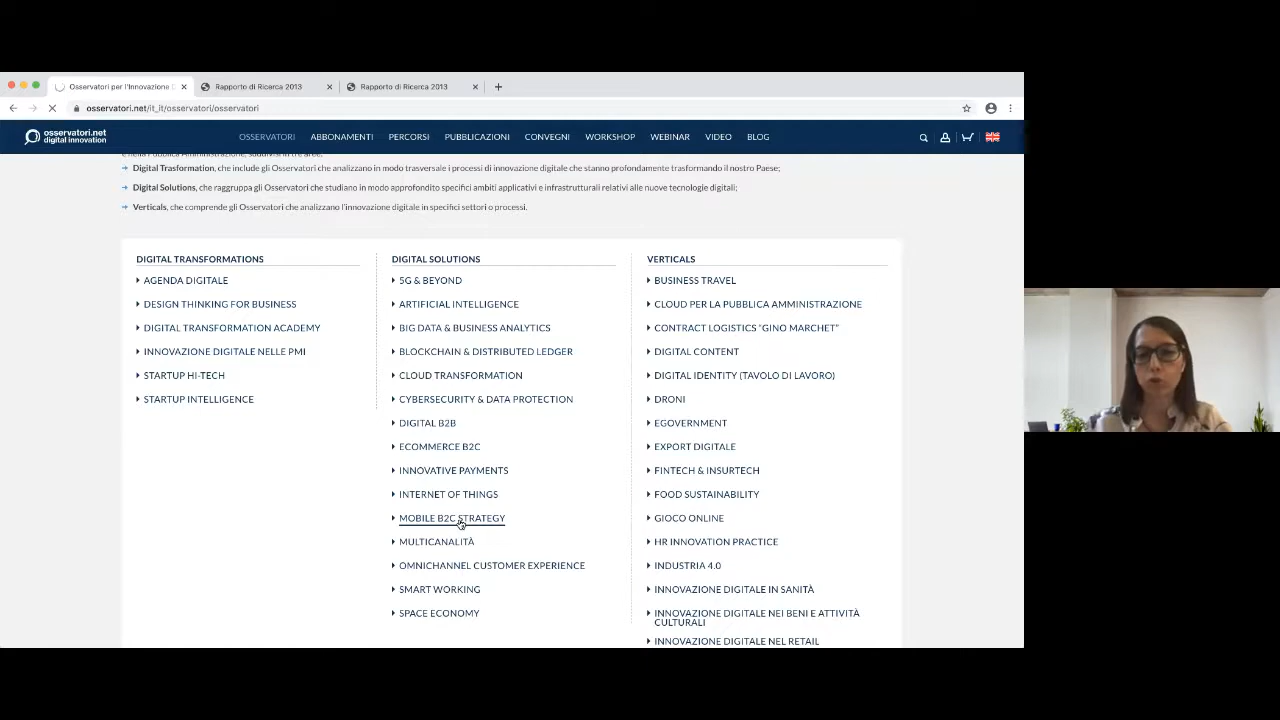 Osservatori per l'Innovazione
Rapporto di Ricerca 2013
Rapporto di Ricerca 2013
osservatori.net/it_it/osservatori/osservatori
osservatori.net
digital innovation
OSSERVATORI
ABBONAMENTI
PERCORSI
PUBBLICAZIONI
CONVEGNI
WORKSHOP
WEBINAR
VIDEO
BLOG
e nella Pubblica Amministrazione, suddivisi in tre aree:
Digital Trasformation, che include gli Osservatori che analizzano in modo trasversale i processi di innovazione digitale che stanno profondamente trasformando il nostro Paese;
Digital Solutions, che raggruppa gli Osservatori che studiano in modo approfondito specifici ambiti applicativi e infrastrutturali relativi alle nuove tecnologie digitali;
Verticals, che comprende gli Osservatori che analizzano l'innovazione digitale in specifici settori o processi.
DIGITAL TRANSFORMATIONS
AGENDA DIGITALE
DESIGN THINKING FOR BUSINESS
DIGITAL TRANSFORMATION ACADEMY
INNOVAZIONE DIGITALE NELLE PMI
STARTUP HI-TECH
STARTUP INTELLIGENCE
DIGITAL SOLUTIONS
5G & BEYOND
ARTIFICIAL INTELLIGENCE
BIG DATA & BUSINESS ANALYTICS
BLOCKCHAIN & DISTRIBUTED LEDGER
CLOUD TRANSFORMATION
CYBERSECURITY & DATA PROTECTION
DIGITAL B2B
ECOMMERCE B2C
INNOVATIVE PAYMENTS
INTERNET OF THINGS
MOBILE B2C STRATEGY
MULTICANALITÀ
OMNICHANNEL CUSTOMER EXPERIENCE
SMART WORKING
SPACE ECONOMY
VERTICALS
BUSINESS TRAVEL
CLOUD PER LA PUBBLICA AMMINISTRAZIONE
CONTRACT LOGISTICS "GINO MARCHET"
DIGITAL CONTENT
DIGITAL IDENTITY (TAVOLO DI LAVORO)
DRONI
EGOVERNMENT
EXPORT DIGITALE
FINTECH & INSURTECH
FOOD SUSTAINABILITY
GIOCO ONLINE
HR INNOVATION PRACTICE
INDUSTRIA 4.0
INNOVAZIONE DIGITALE IN SANITÀ
INNOVAZIONE DIGITALE NEI BENI E ATTIVITÀ
CULTURALI
INNOVAZIONE DIGITALE NEL RETAIL